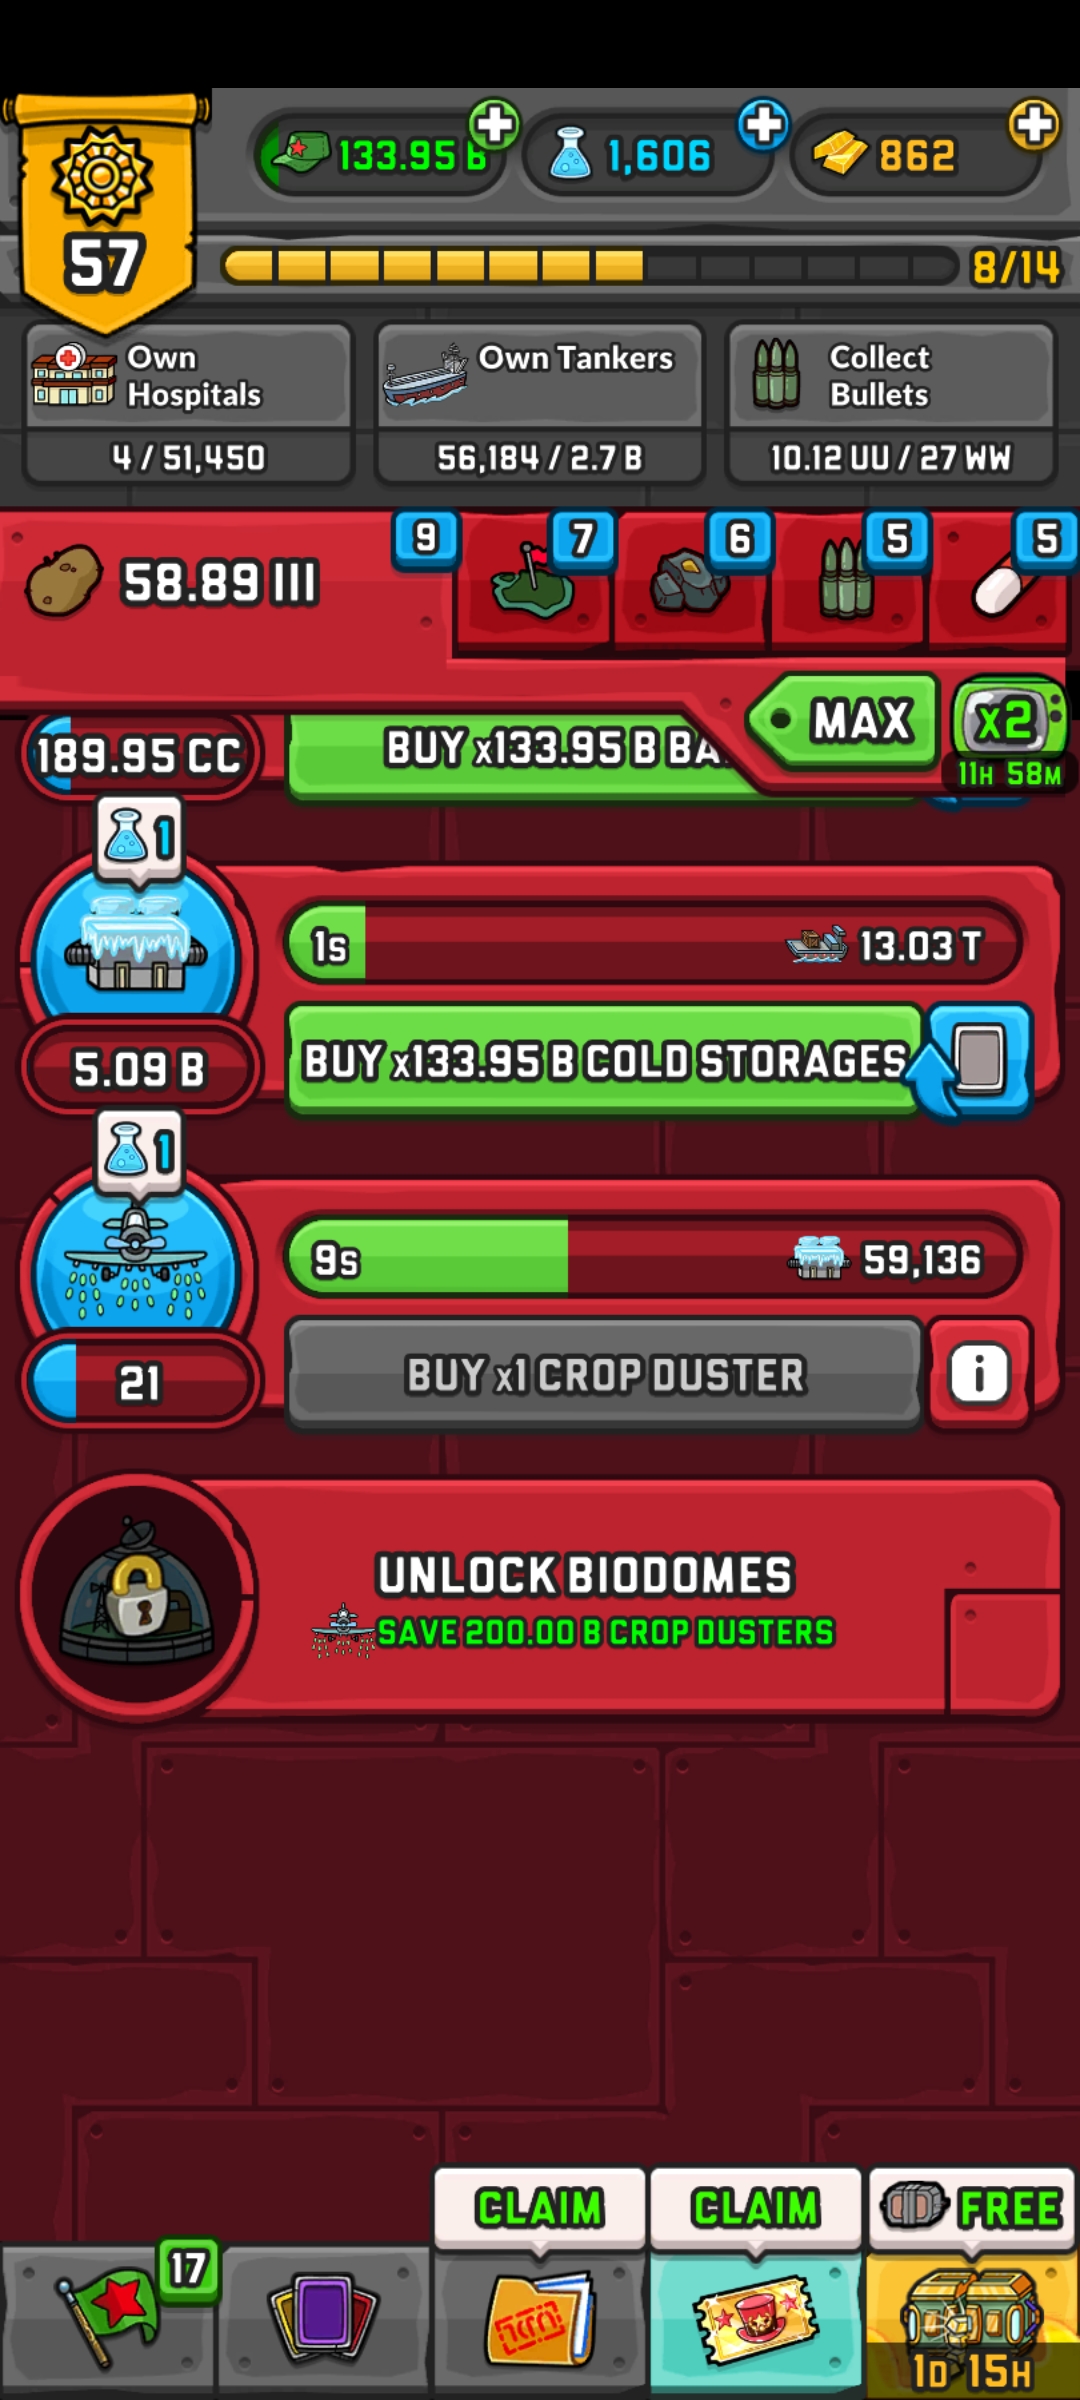 133.95 B
1,606
862
57
8/14
Own
Hospitals
4 / 51,450
Own Tankers
56,184 / 2.7 B
Collect
Bullets
10.12 UU / 27 WW
58.89 III
9
7
6
5
5
MAX
x2
11H 58M
189.95 CC
BUY x133.95 B BA
1
1s
13.03 T
5.09 B
BUY x133.95 B COLD STORAGES
1
9s
59,136
21
BUY x1 CROP DUSTER
i
UNLOCK BIODOMES
SAVE 200.00 B CROP DUSTERS
CLAIM
CLAIM
FREE
17
1D 15H